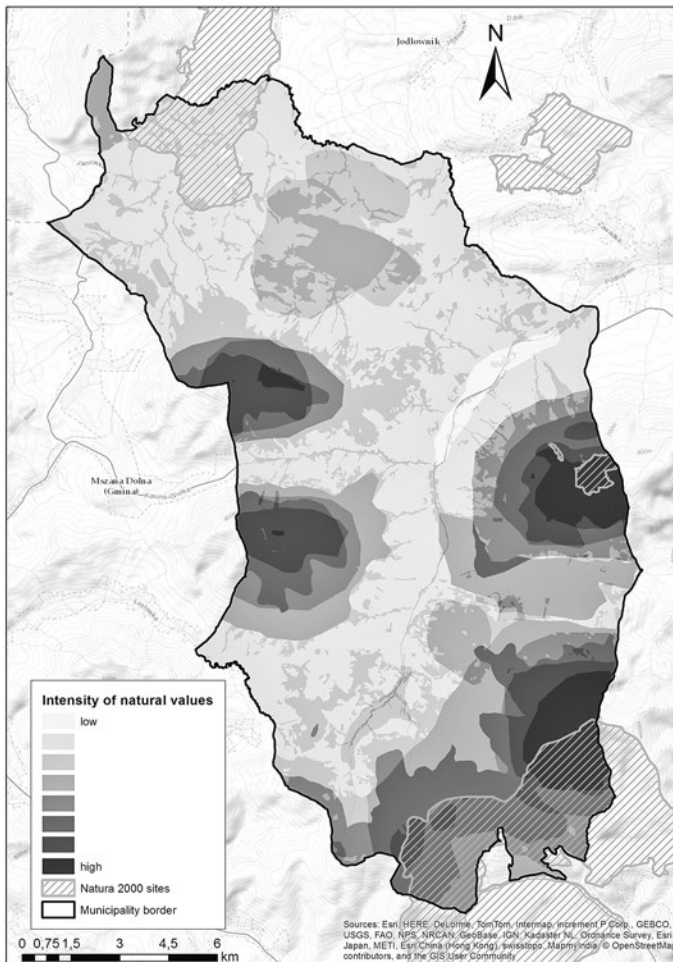 Jodłownik
N
Mszana Dolna
(Gmina)
Intensity of natural values
low
high
Natura 2000 sites
Municipality border
0 0,75 1,5 3 4,5 6
km
Sources: Esri, HERE, DeLorme, TomTom, Intermap, increment P Corp., GEBCO,
USGS, FAO, NPS, NRCAN, GeoBase, IGN, Kadaster NL, Ordnance Survey, Esri
Japan, METI, Esri China (Hong Kong), swisstopo, MapmyIndia, © OpenStreetMap
contributors, and the GIS User Community